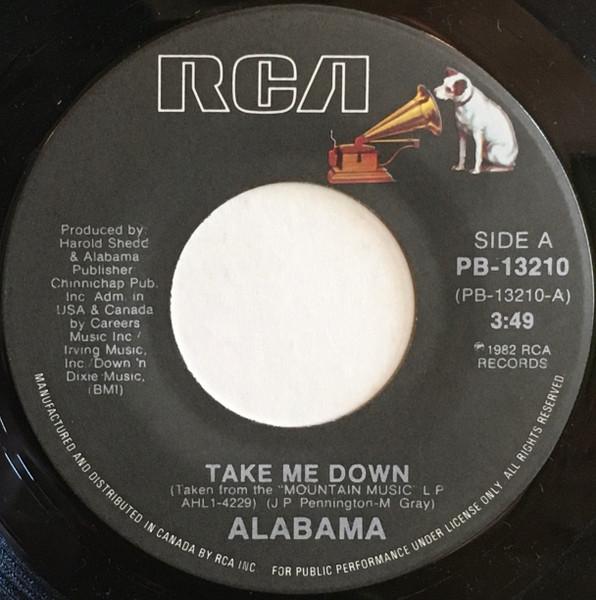 RCA
Produced by:
Harold Shedd
& Alabama
Publisher:
Chinnichap Pub.
Inc. Adm. in
USA & Canada
by Careers
Music Inc./
Irving Music,
Inc./Down 'n
Dixie Music,
(BMI)
SIDE A
PB-13210
(PB-13210-A)
3:49
℗ 1982 RCA
RECORDS
TAKE ME DOWN
(Taken from the "MOUNTAIN MUSIC" L P
AHL1-4229) (J P Pennington-M Gray)
ALABAMA
MANUFACTURED AND DISTRIBUTED IN CANADA BY RCA INC FOR PUBLIC PERFORMANCE UNDER LICENSE ONLY. ALL RIGHTS RESERVED